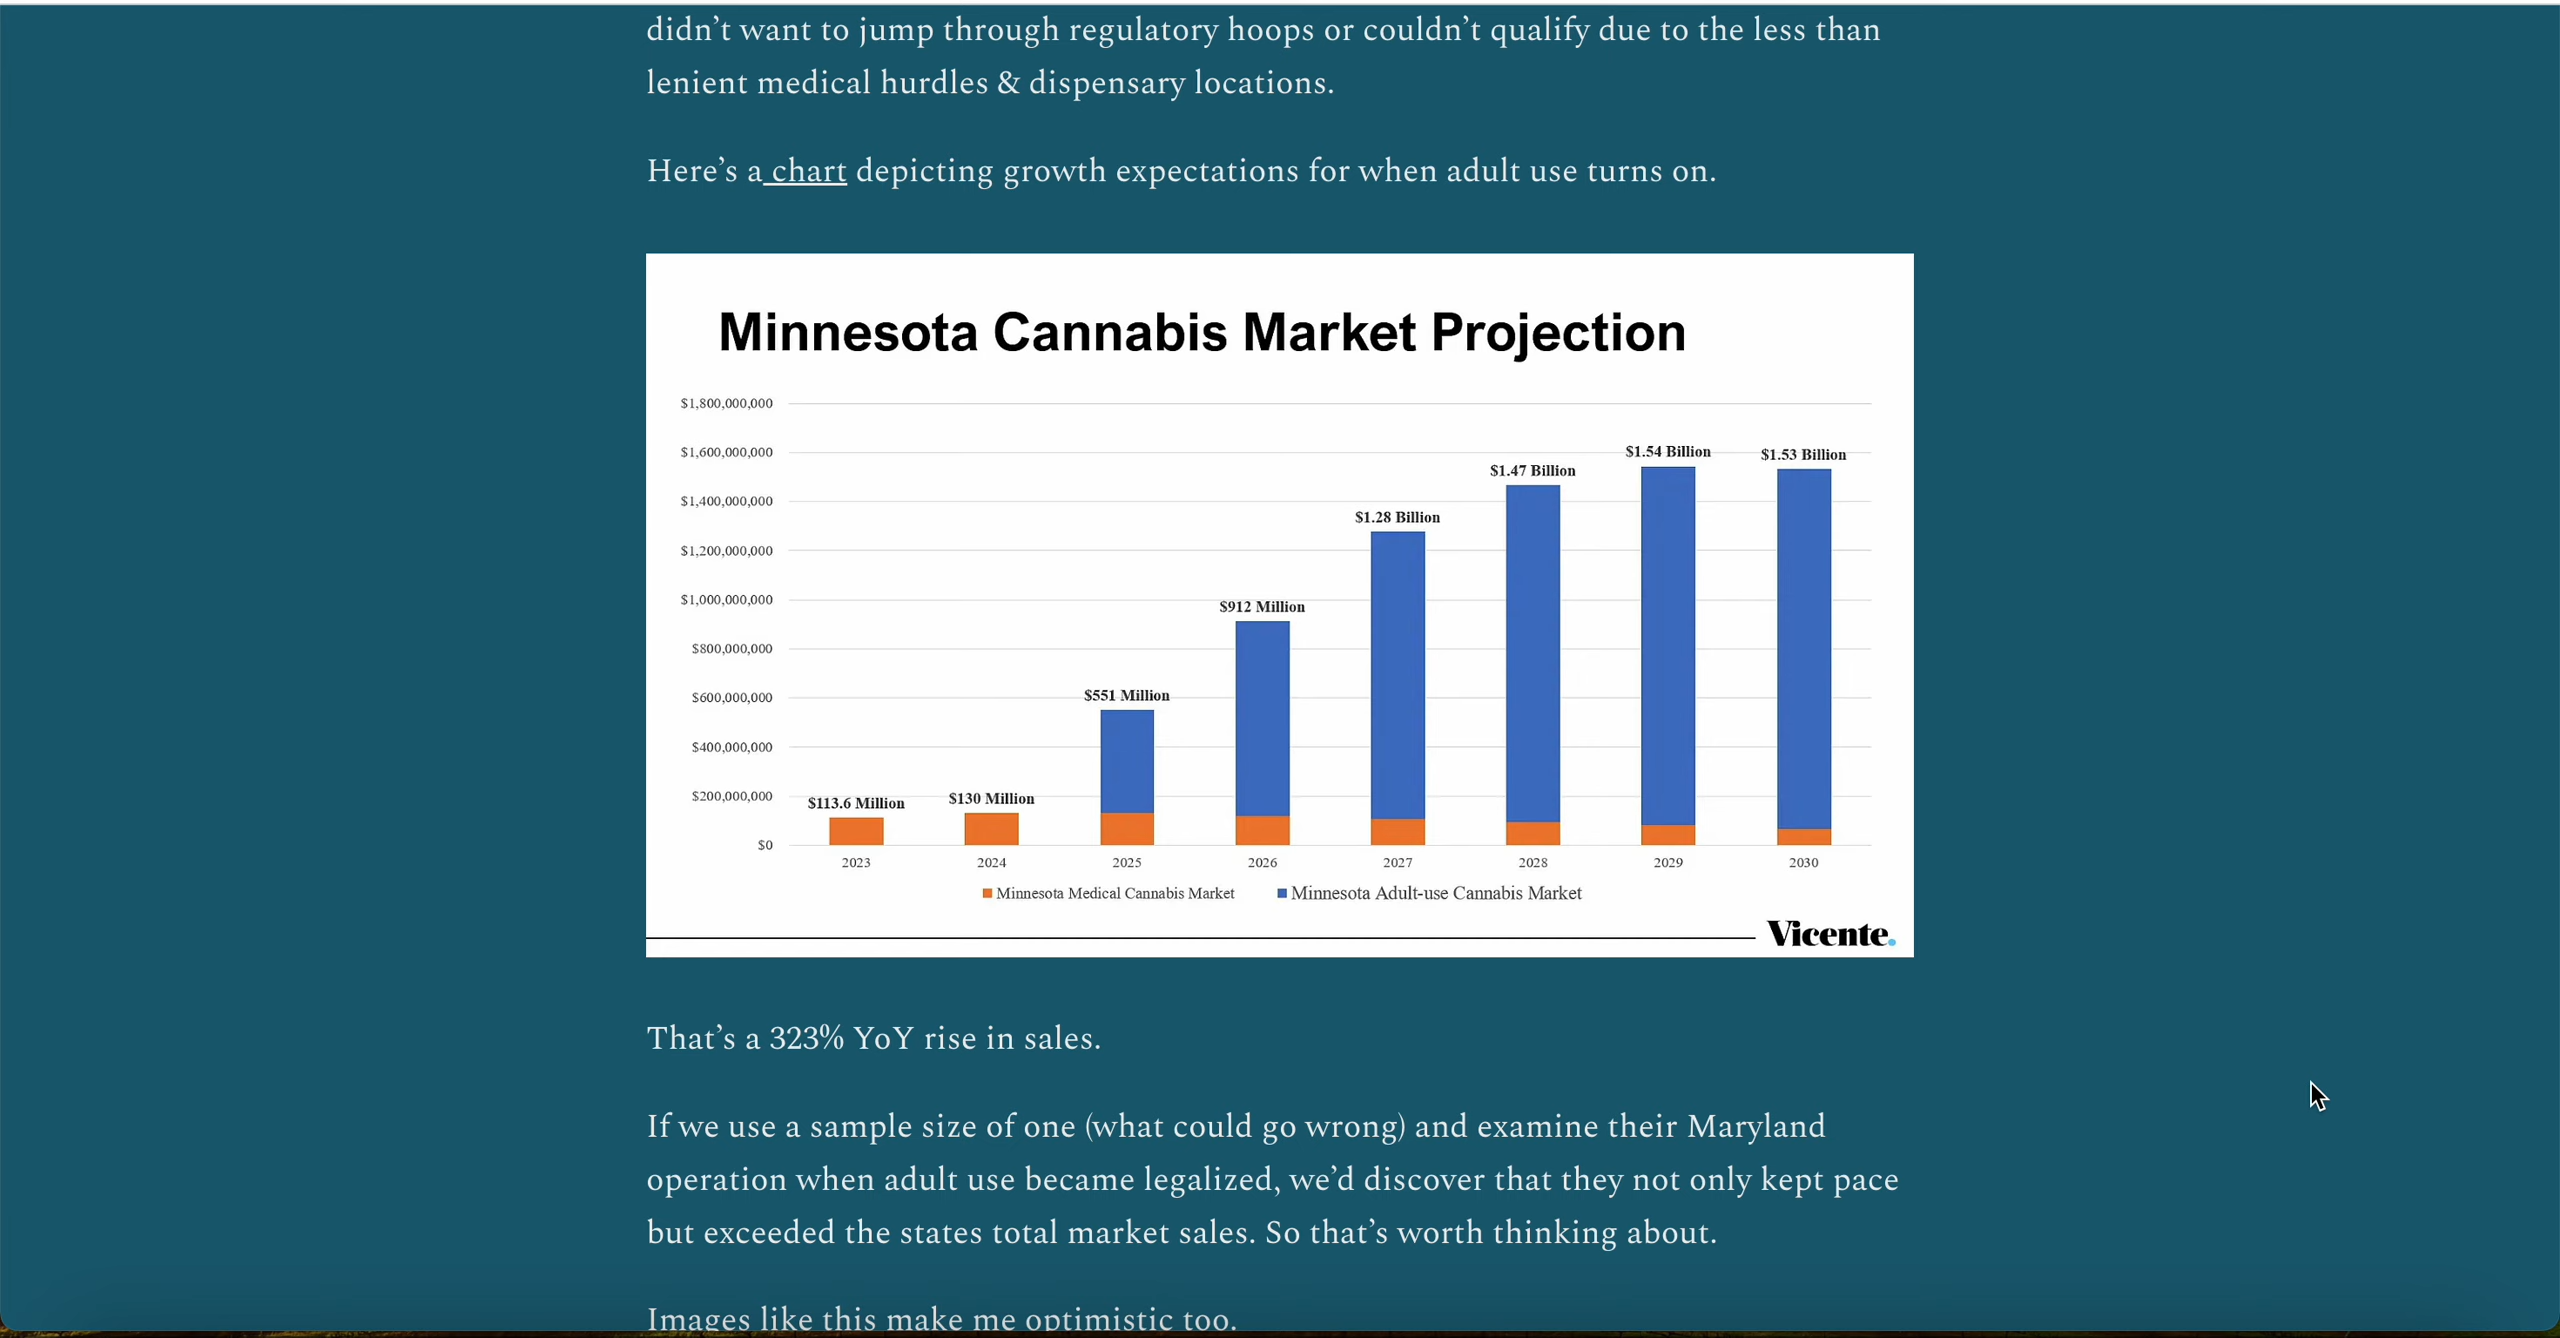 didn’t want to jump through regulatory hoops or couldn’t qualify due to the less than
lenient medical hurdles & dispensary locations.
Here’s a chart depicting growth expectations for when adult use turns on.
Minnesota Cannabis Market Projection
$1,800,000,000
$1,600,000,000
$1,400,000,000
$1,200,000,000
$1,000,000,000
$800,000,000
$600,000,000
$400,000,000
$200,000,000
$0
$113.6 Million
$130 Million
$551 Million
$912 Million
$1.28 Billion
$1.47 Billion
$1.54 Billion
$1.53 Billion
2023 2024 2025 2026 2027 2028 2029 2030
Minnesota Medical Cannabis Market Minnesota Adult-use Cannabis Market
Vicente.
That’s a 323% YoY rise in sales.
If we use a sample size of one (what could go wrong) and examine their Maryland
operation when adult use became legalized, we’d discover that they not only kept pace
but exceeded the states total market sales. So that’s worth thinking about.
Images like this make me optimistic too.